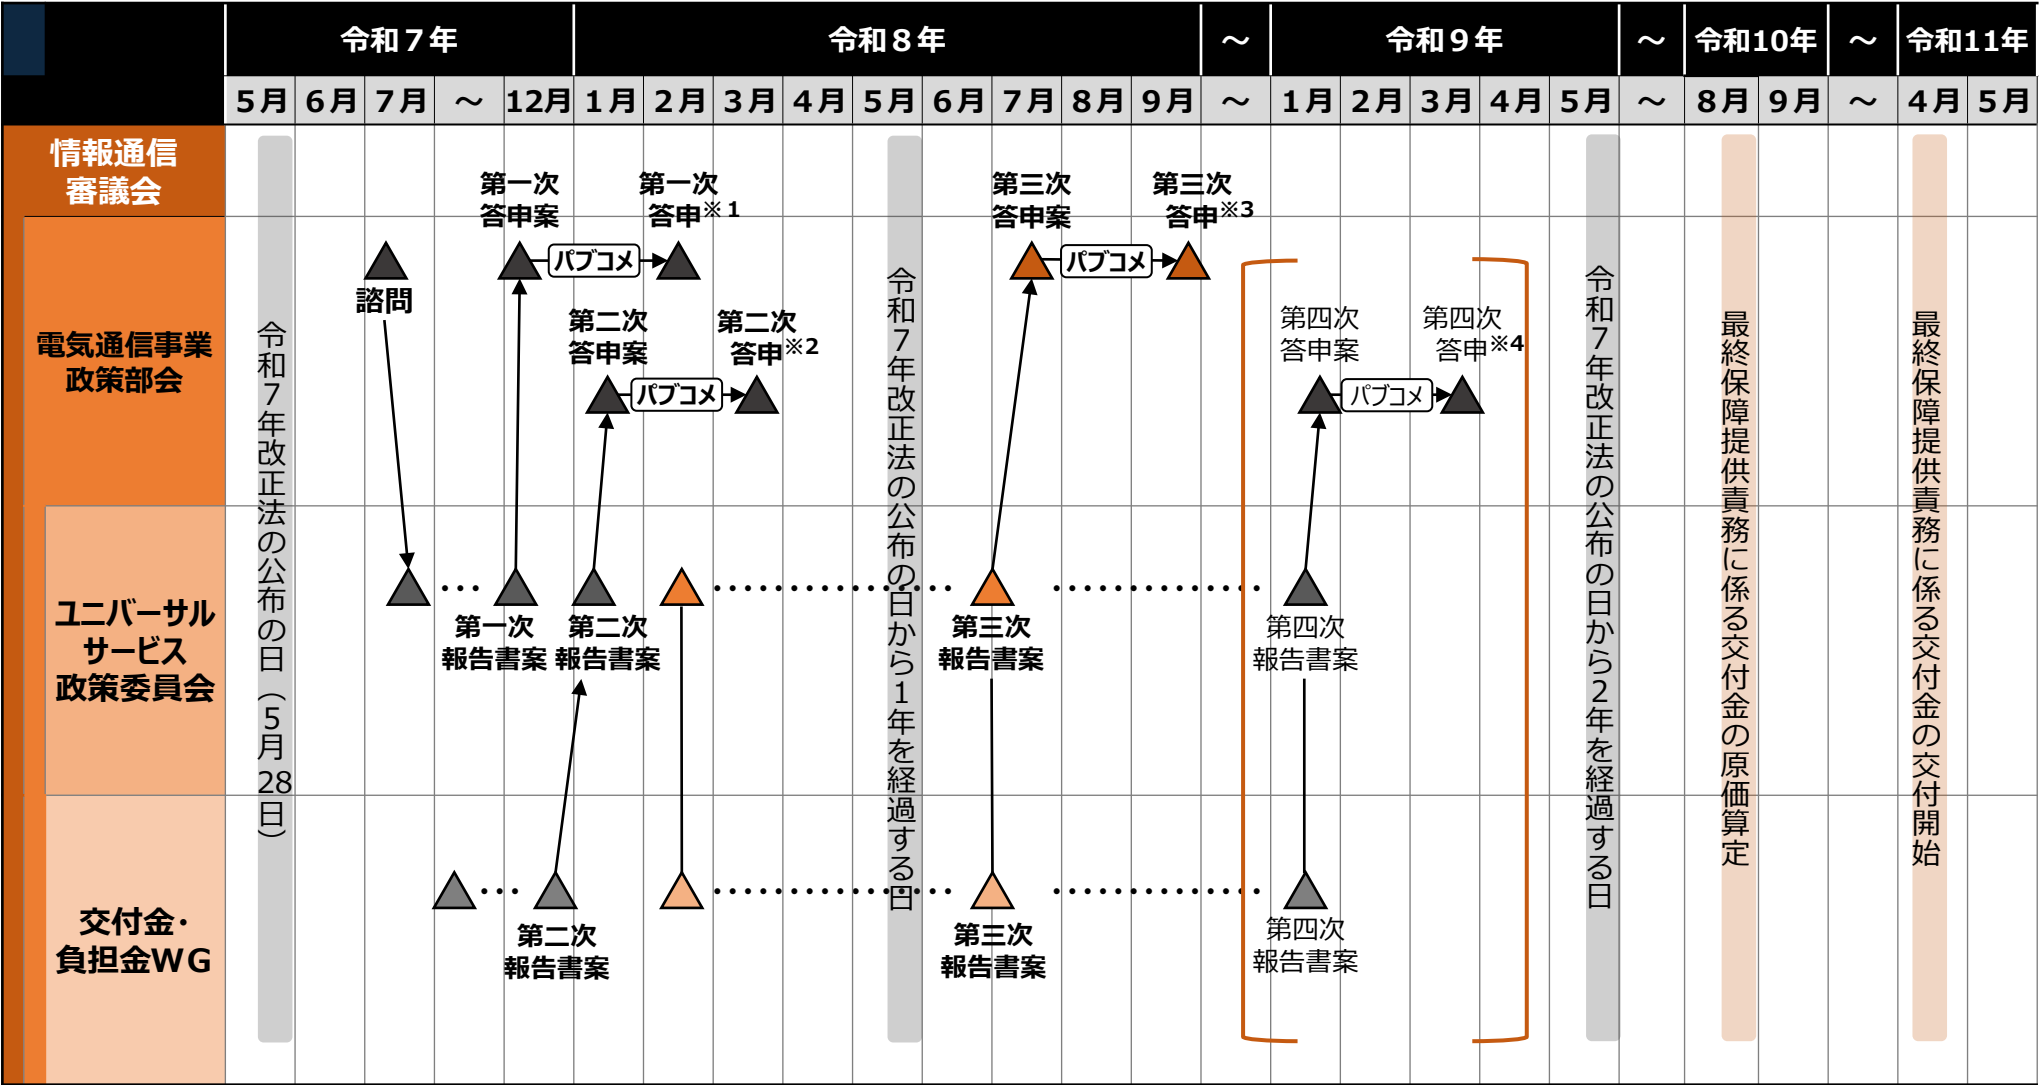 令和７年
令和８年
～
令和９年
～
令和10年
～
令和11年
５月 ６月 ７月 ～ 12月 １月 ２月 ３月 ４月 ５月 ６月 ７月 ８月 ９月 ～ １月 ２月 ３月 ４月 ５月 ～ ８月 ９月 ～ ４月 ５月
情報通信
審議会
電気通信事業
政策部会
ユニバーサル
サービス
政策委員会
交付金・
負担金WG
令和7年改正法の公布の日（5月28日）
諮問
第一次
答申案
パブコメ
第一次
答申※1
第二次
答申案
パブコメ
第二次
答申※2
令和7年改正法の公布の日から1年を経過する日
第三次
答申案
パブコメ
第三次
答申※3
第四次
答申案
パブコメ
第四次
答申※4
令和7年改正法の公布の日から2年を経過する日
最終保障提供責務に係る交付金の原価算定
最終保障提供責務に係る交付金の交付開始
第一次
報告書案
第二次
報告書案
第三次
報告書案
第四次
報告書案
第二次
報告書案
第三次
報告書案
第四次
報告書案